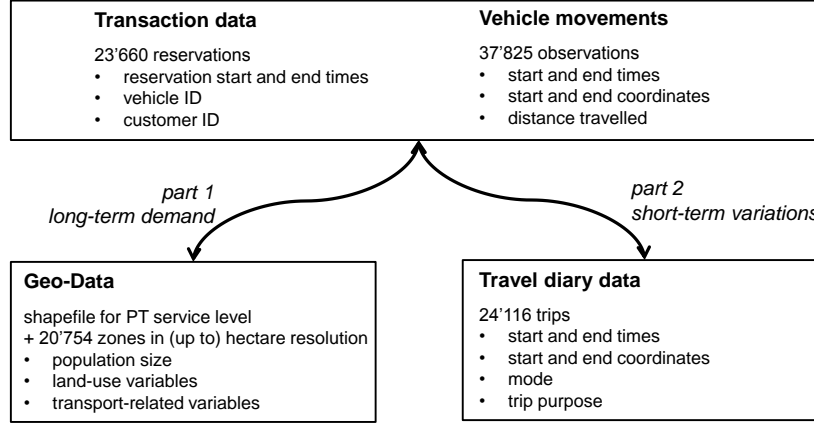 Transaction data
23’660 reservations
• reservation start and end times
• vehicle ID
• customer ID
Vehicle movements
37’825 observations
• start and end times
• start and end coordinates
• distance travelled
part 1
long-term demand
part 2
short-term variations
Geo-Data
shapefile for PT service level
+ 20’754 zones in (up to) hectare resolution
• population size
• land-use variables
• transport-related variables
Travel diary data
24’116 trips
• start and end times
• start and end coordinates
• mode
• trip purpose